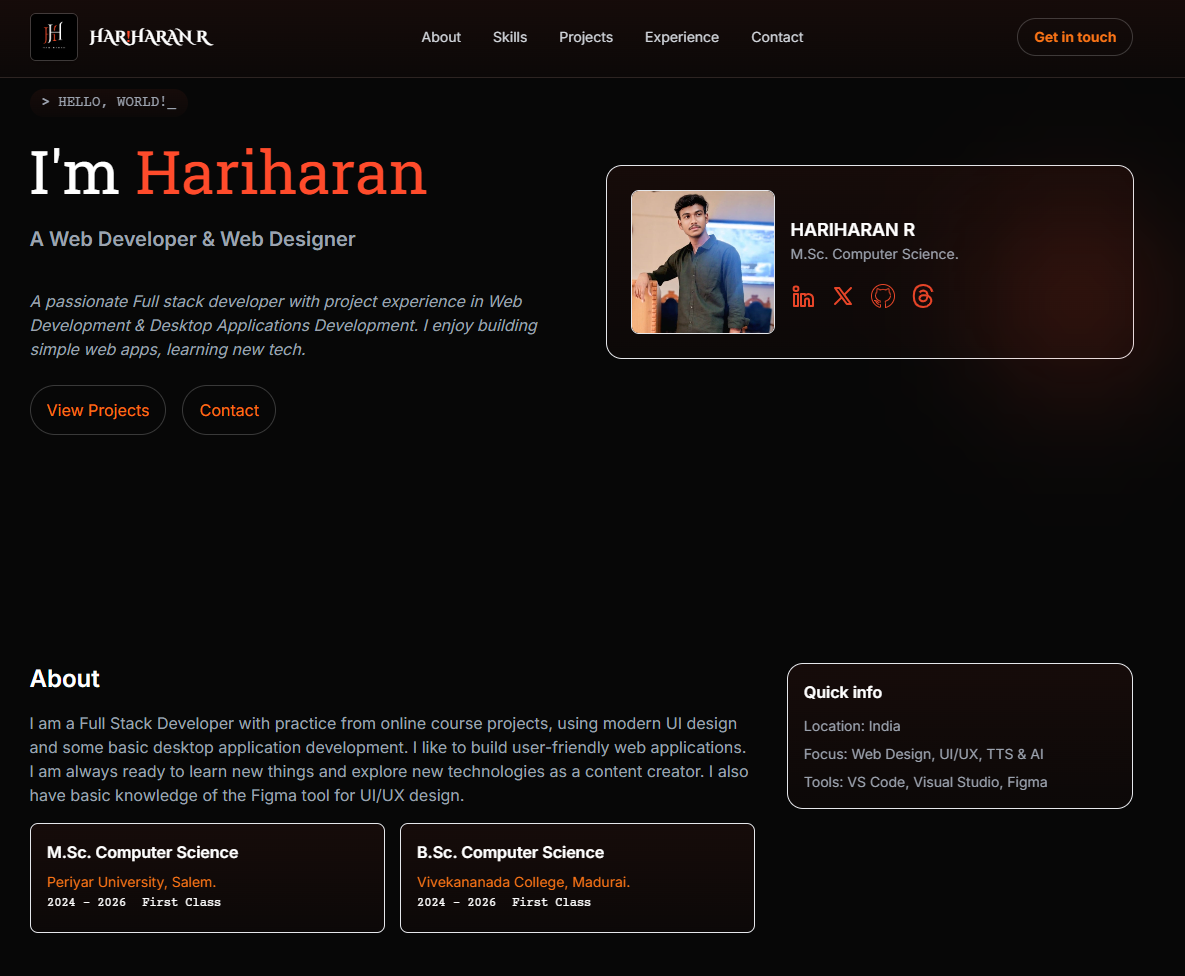 HAR!HARAN R
About
Skills
Projects
Experience
Contact
Get in touch
> HELLO, WORLD!_
I'm Hariharan
A Web Developer & Web Designer
A passionate Full stack developer with project experience in Web
Development & Desktop Applications Development. I enjoy building
simple web apps, learning new tech.
View Projects
Contact
HARIHARAN R
M.Sc. Computer Science.
About
I am a Full Stack Developer with practice from online course projects, using modern UI design
and some basic desktop application development. I like to build user-friendly web applications.
I am always ready to learn new things and explore new technologies as a content creator. I also
have basic knowledge of the Figma tool for UI/UX design.
M.Sc. Computer Science
Periyar University, Salem.
2024 - 2026 First Class
B.Sc. Computer Science
Vivekananada College, Madurai.
2024 - 2026 First Class
Quick info
Location: India
Focus: Web Design, UI/UX, TTS & AI
Tools: VS Code, Visual Studio, Figma